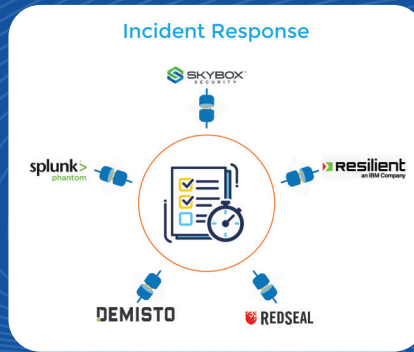 Incident Response
SKYBOX
SECURITY
splunk>
phantom
Resilient
an IBM Company
DEMISTO
REDSEAL